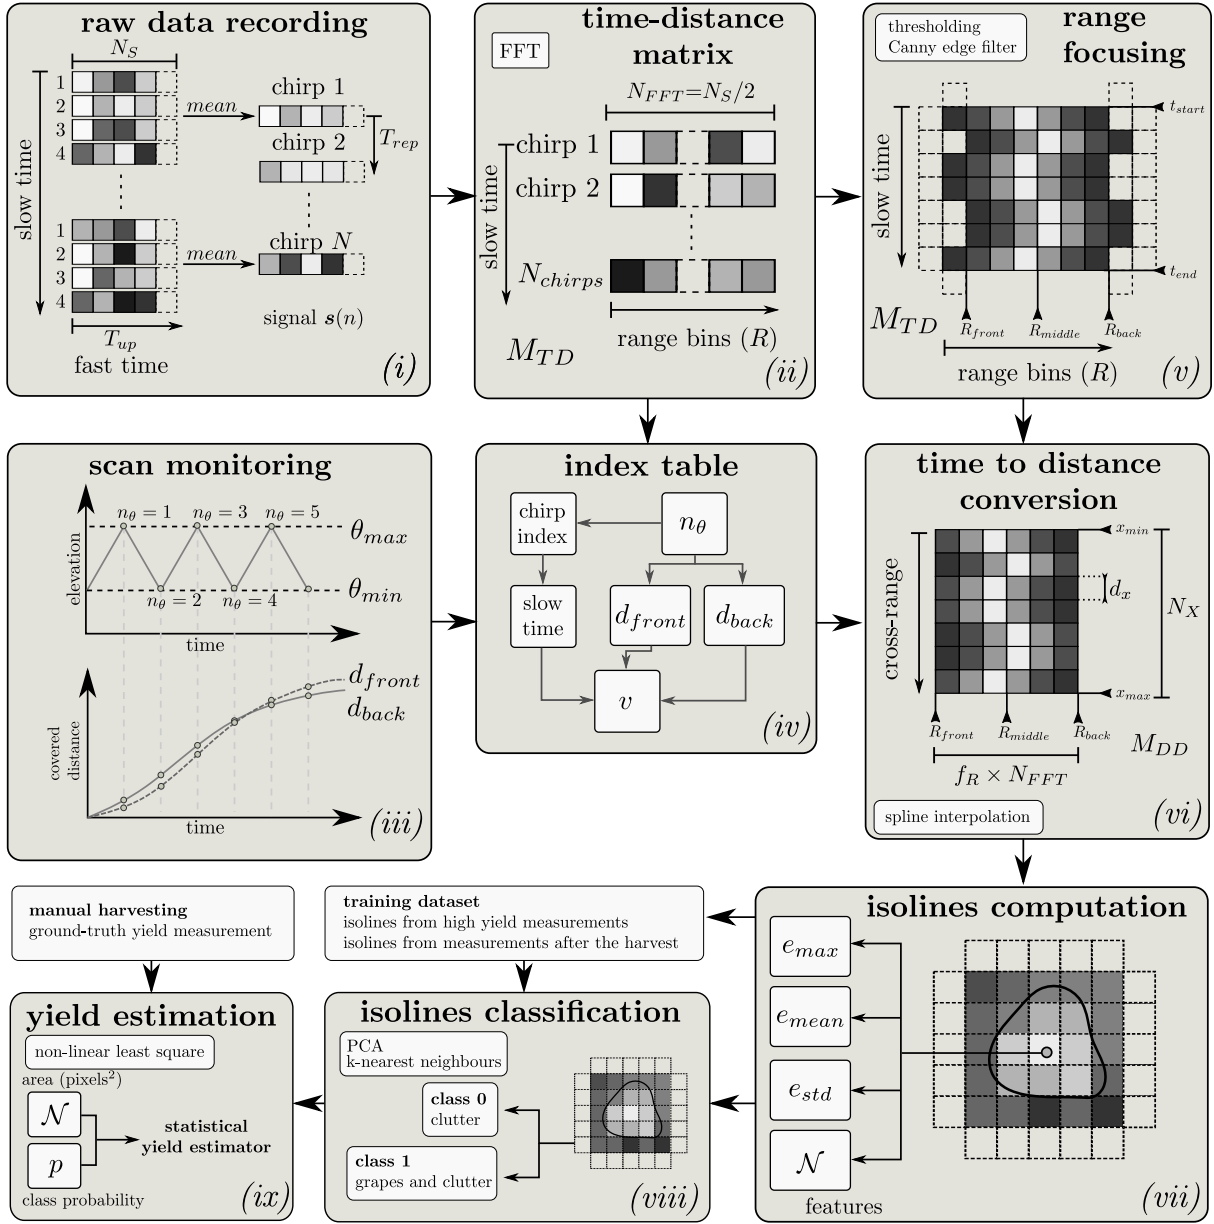 raw data recording
N_S
slow time
1
2
3
4
mean
chirp 1
chirp 2
T_rep
1
2
3
4
mean
chirp N
T_up
fast time
signal s(n)
(i)
time-distance
matrix
FFT
N_FFT=N_S/2
slow time
chirp 1
chirp 2
N_chirps
range bins (R)
M_TD
(ii)
thresholding
Canny edge filter
range
focusing
slow time
t_start
t_end
M_TD
R_front
R_middle
R_back
range bins (R)
(v)
scan monitoring
n_θ = 1
n_θ = 3
n_θ = 5
θ_max
elevation
n_θ = 2
n_θ = 4
θ_min
time
d_front
d_back
covered
distance
time
(iii)
index table
chirp
index
n_θ
slow
time
d_front
d_back
v
(iv)
time to distance
conversion
x_min
cross-range
d_x
N_X
x_max
R_front
R_middle
R_back
M_DD
f_R × N_FFT
spline interpolation
(vi)
manual harvesting
ground-truth yield measurement
training dataset
isolines from high yield measurements
isolines from measurements after the harvest
isolines computation
e_max
e_mean
e_std
𝒩
features
(vii)
yield estimation
non-linear least square
area (pixels²)
𝒩
p
class probability
statistical
yield estimator
(ix)
isolines classification
PCA
k-nearest neighbours
class 0
clutter
class 1
grapes and clutter
(viii)